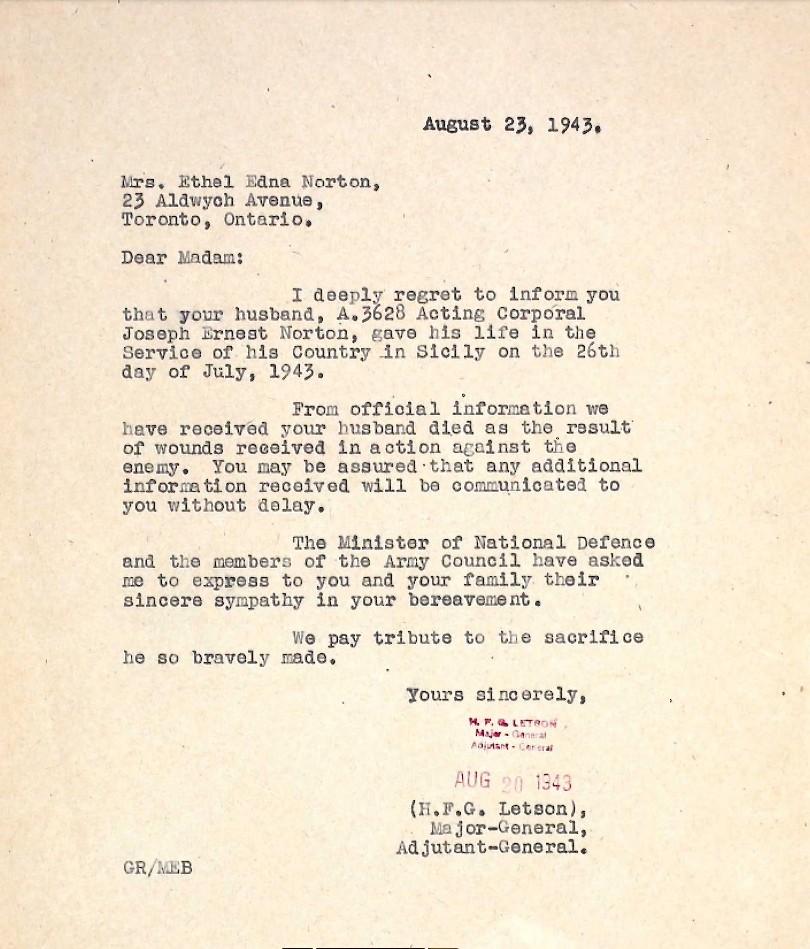 August 23, 1943.
Mrs. Ethel Edna Norton,
23 Aldwych Avenue,
Toronto, Ontario.
Dear Madam:
I deeply regret to inform you
that your husband, A.3628 Acting Corporal
Joseph Ernest Norton, gave his life in the
Service of his Country in Sicily on the 26th
day of July, 1943.
From official information we
have received your husband died as the result
of wounds received in action against the
enemy. You may be assured that any additional
information received will be communicated to
you without delay.
The Minister of National Defence
and the members of the Army Council have asked
me to express to you and your family their
sincere sympathy in your bereavement.
We pay tribute to the sacrifice
he so bravely made.
Yours sincerely,
H. F. G. LETSON
Major - General
Adjutant - General
AUG 20 1943
(H.F.G. Letson),
Major-General,
Adjutant-General.
GR/MEB